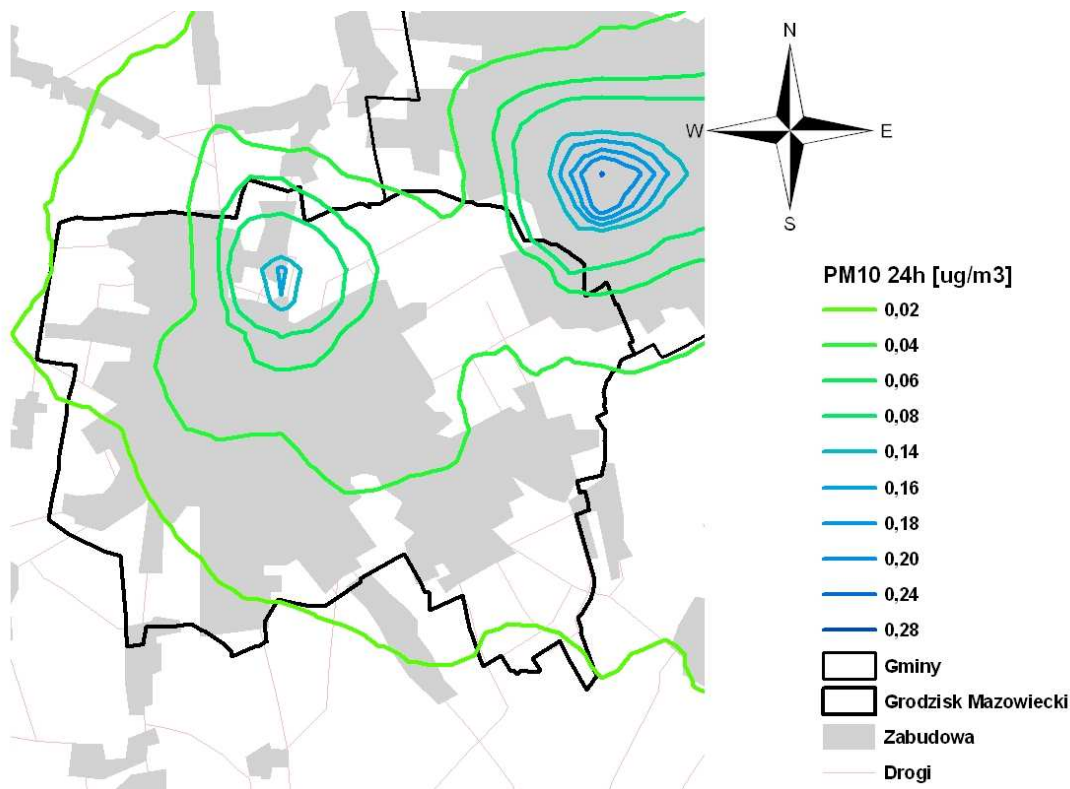 N
W E
S
PM10 24h [ug/m3]
0,02
0,04
0,06
0,08
0,14
0,16
0,18
0,20
0,24
0,28
Gminy
Grodzisk Mazowiecki
Zabudowa
Drogi